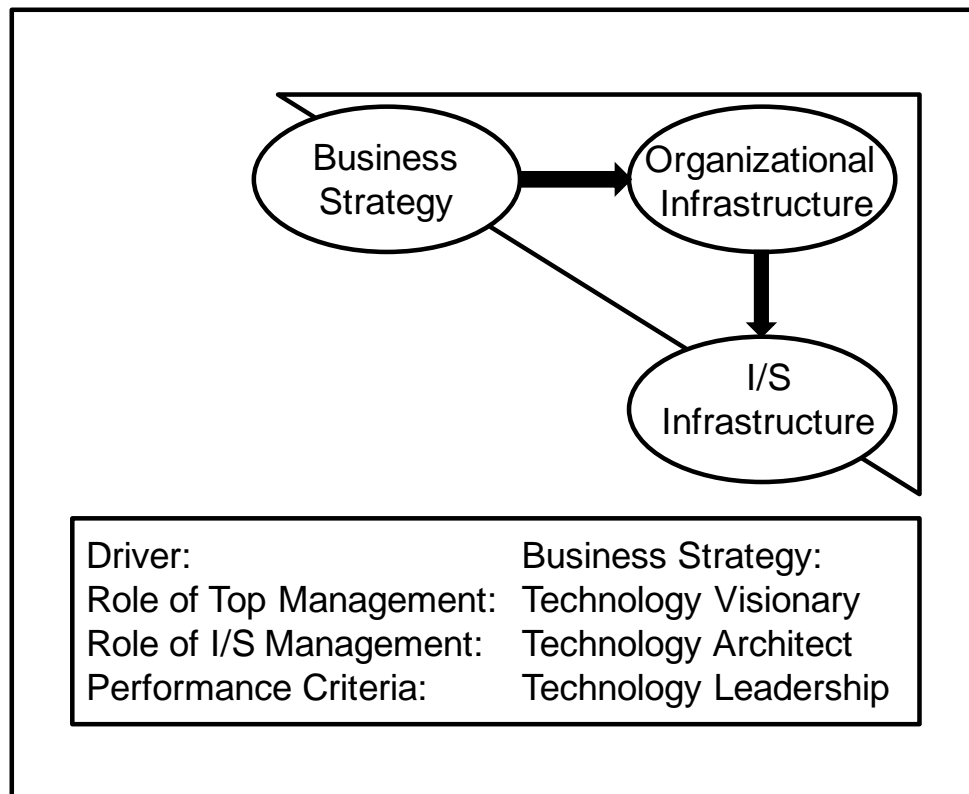 Business
Strategy
Organizational
Infrastructure
I/S
Infrastructure
Driver: Business Strategy:
Role of Top Management: Technology Visionary
Role of I/S Management: Technology Architect
Performance Criteria: Technology Leadership